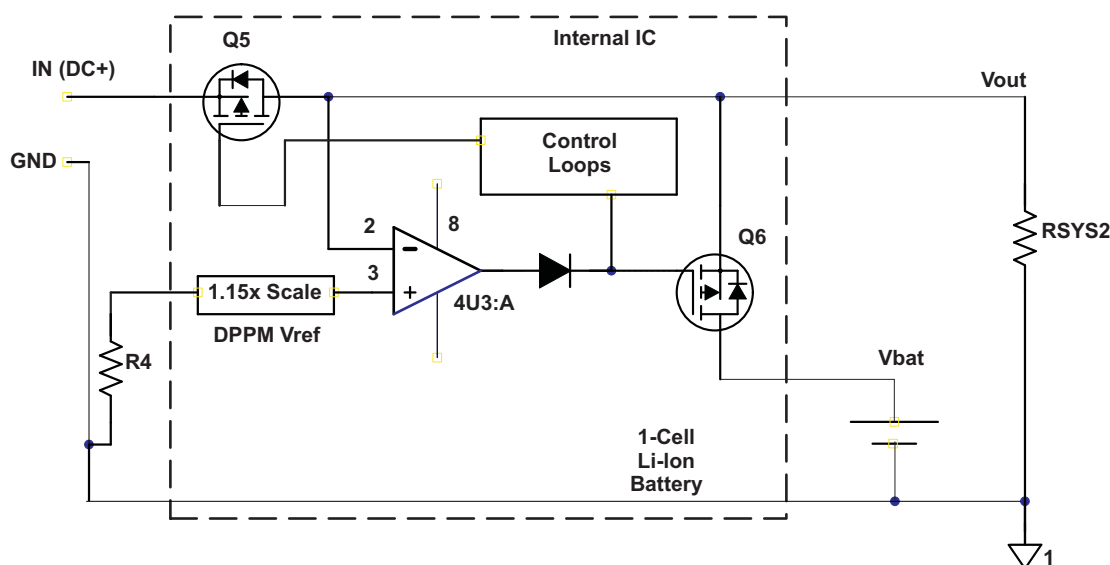 Q5
Internal IC
IN (DC+)
Vout
Control
Loops
GND
2
8
Q6
RSYS2
3
1.15x Scale
4U3:A
DPPM Vref
R4
Vbat
1-Cell
Li-Ion
Battery
1